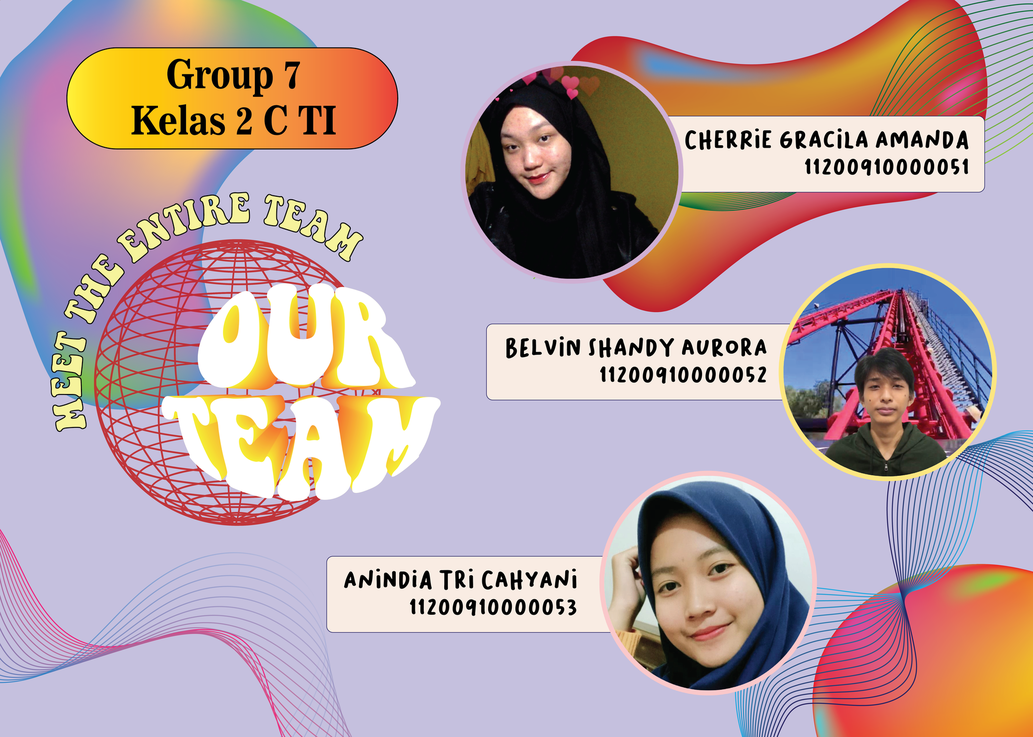 Group 7
Kelas 2 C TI
MEET THE ENTIRE TEAM
OUR
TEAM
CHERRiE GRACiLA AMANDA
11200910000051
BELViN SHANDY AURORA
11200910000052
ANiNDiA TRi CAHYANi
11200910000053